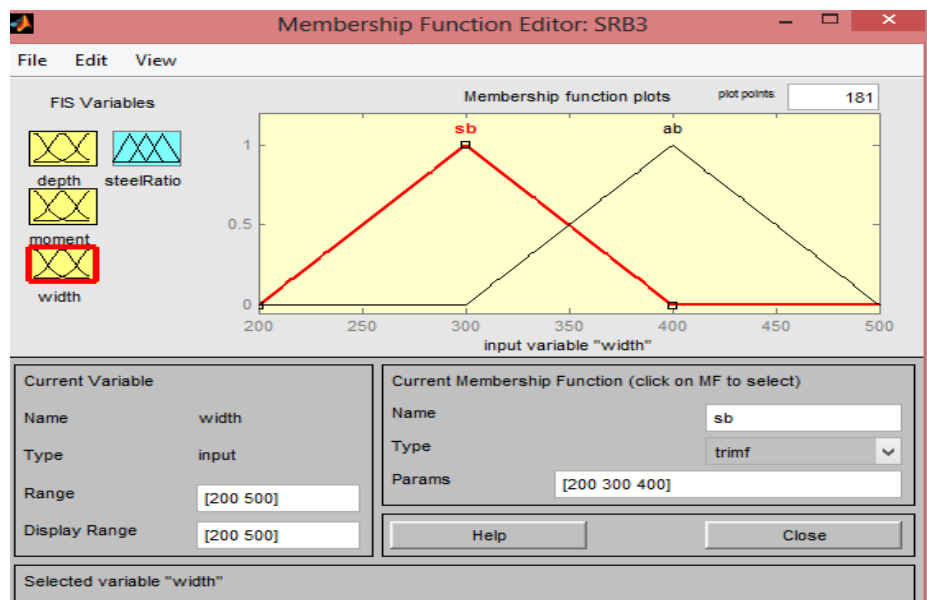 Membership Function Editor: SRB3
File Edit View
FIS Variables
depth steelRatio
moment
width
Membership function plots plot points: 181
sb ab
1
0.5
0
200 250 300 350 400 450 500
input variable "width"
Current Variable
Name width
Type input
Range [200 500]
Display Range [200 500]
Current Membership Function (click on MF to select)
Name sb
Type trimf
Params [200 300 400]
Help Close
Selected variable "width"